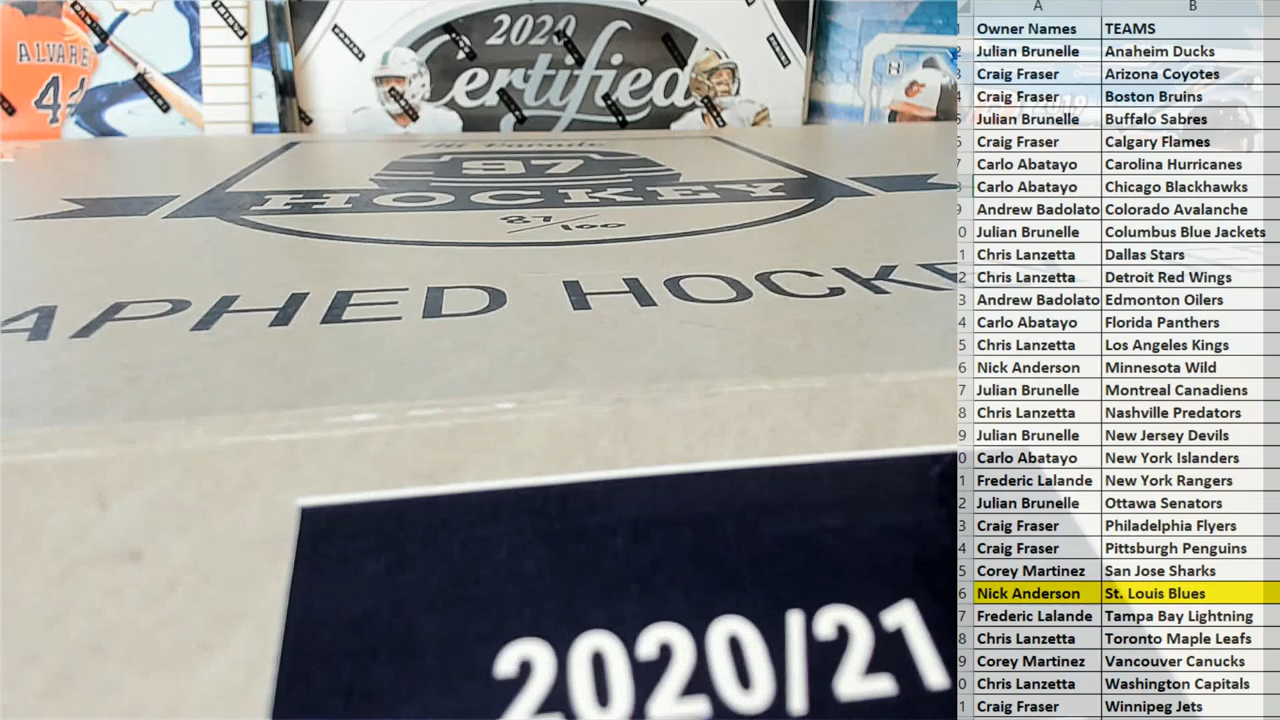 ALVARE
44
2020
Certified
PANINI
Hit Parade
97
HOCKEY
87/100
APHED HOCKE
2020/21
A B
Owner Names TEAMS
2 Julian Brunelle Anaheim Ducks
3 Craig Fraser Arizona Coyotes
4 Craig Fraser Boston Bruins
5 Julian Brunelle Buffalo Sabres
6 Craig Fraser Calgary Flames
7 Carlo Abatayo Carolina Hurricanes
8 Carlo Abatayo Chicago Blackhawks
9 Andrew Badolato Colorado Avalanche
0 Julian Brunelle Columbus Blue Jackets
1 Chris Lanzetta Dallas Stars
2 Chris Lanzetta Detroit Red Wings
3 Andrew Badolato Edmonton Oilers
4 Carlo Abatayo Florida Panthers
5 Chris Lanzetta Los Angeles Kings
6 Nick Anderson Minnesota Wild
7 Julian Brunelle Montreal Canadiens
8 Chris Lanzetta Nashville Predators
9 Julian Brunelle New Jersey Devils
0 Carlo Abatayo New York Islanders
1 Frederic Lalande New York Rangers
2 Julian Brunelle Ottawa Senators
3 Craig Fraser Philadelphia Flyers
4 Craig Fraser Pittsburgh Penguins
5 Corey Martinez San Jose Sharks
6 Nick Anderson St. Louis Blues
7 Frederic Lalande Tampa Bay Lightning
8 Chris Lanzetta Toronto Maple Leafs
9 Corey Martinez Vancouver Canucks
0 Chris Lanzetta Washington Capitals
1 Craig Fraser Winnipeg Jets